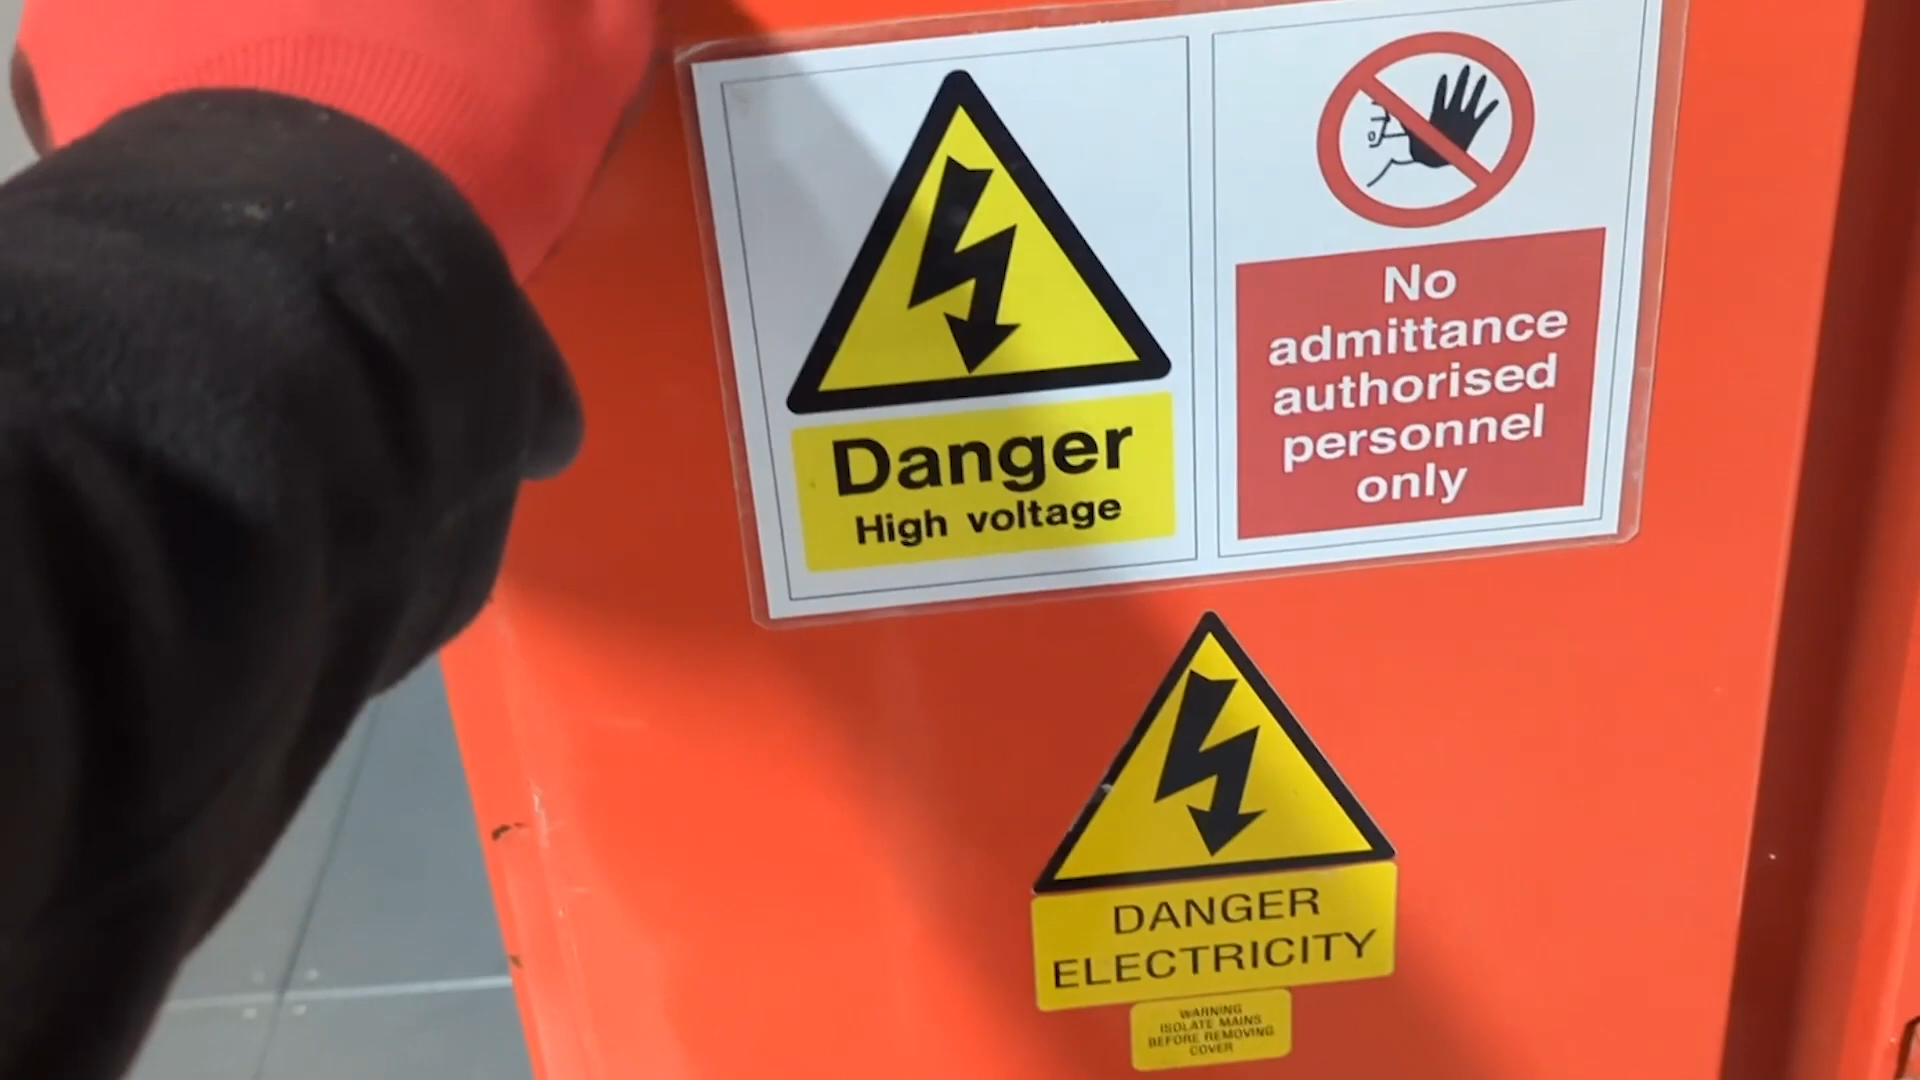 Danger
High voltage
No
admittance
authorised
personnel
only
DANGER
ELECTRICITY
WARNING
ISOLATE MAINS
BEFORE REMOVING
COVER